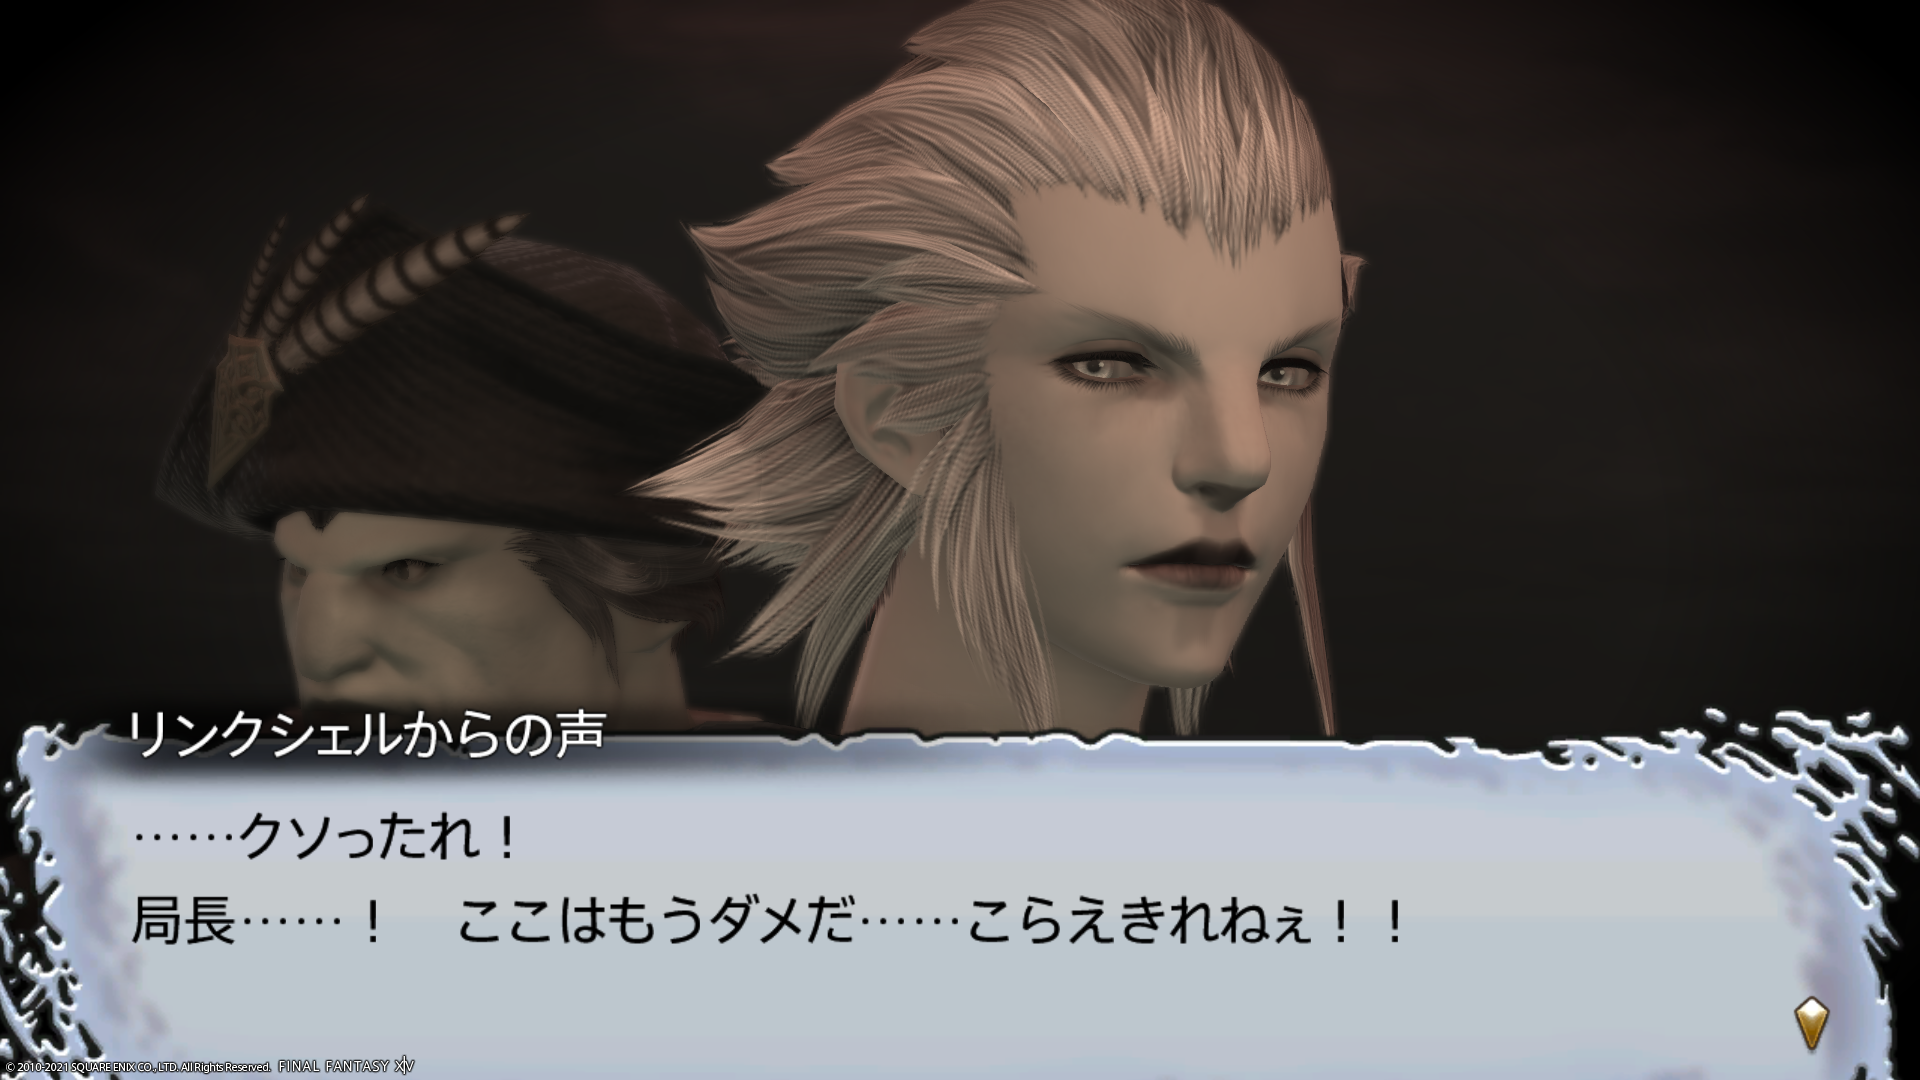 リンクシェルからの声
……クソったれ！
局長……！　ここはもうダメだ……こらえきれねぇ！！
© 2010-2021 SQUARE ENIX CO., LTD. All Rights Reserved. FINAL FANTASY XIV